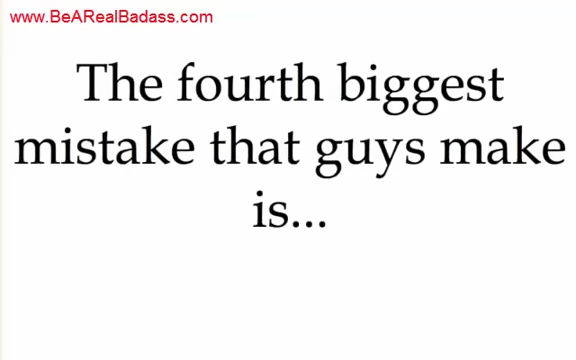 www.BeARealBadass.com
The fourth biggest
mistake that guys make
is...